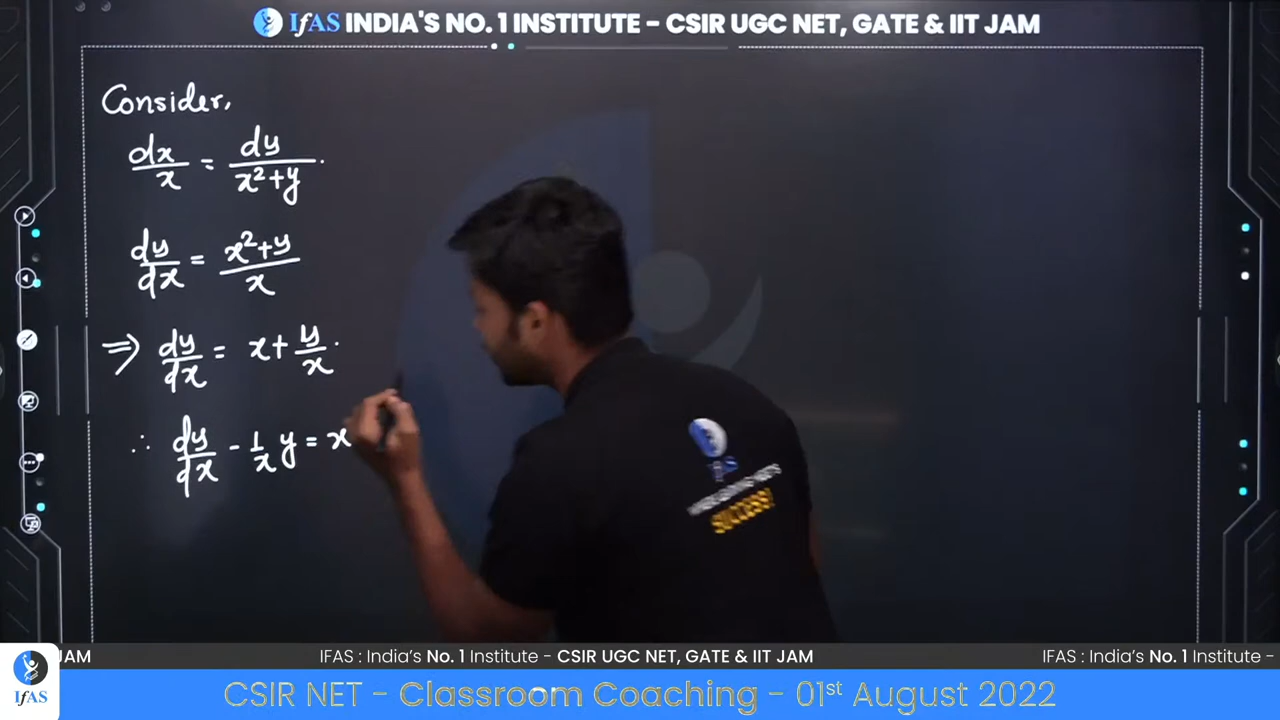 IFAS INDIA'S NO. 1 INSTITUTE - CSIR UGC NET, GATE & IIT JAM
Consider,
dx/x = dy/(x²+y).
dy/dx = (x²+y)/x
⇒ dy/dx = x + y/x.
∴ dy/dx - 1/x y = x
IFAS
SUCCESS!
JAM IFAS : India's No. 1 Institute - CSIR UGC NET, GATE & IIT JAM IFAS : India's No. 1 Institute -
IFAS
CSIR NET - Classroom Coaching - 01st August 2022